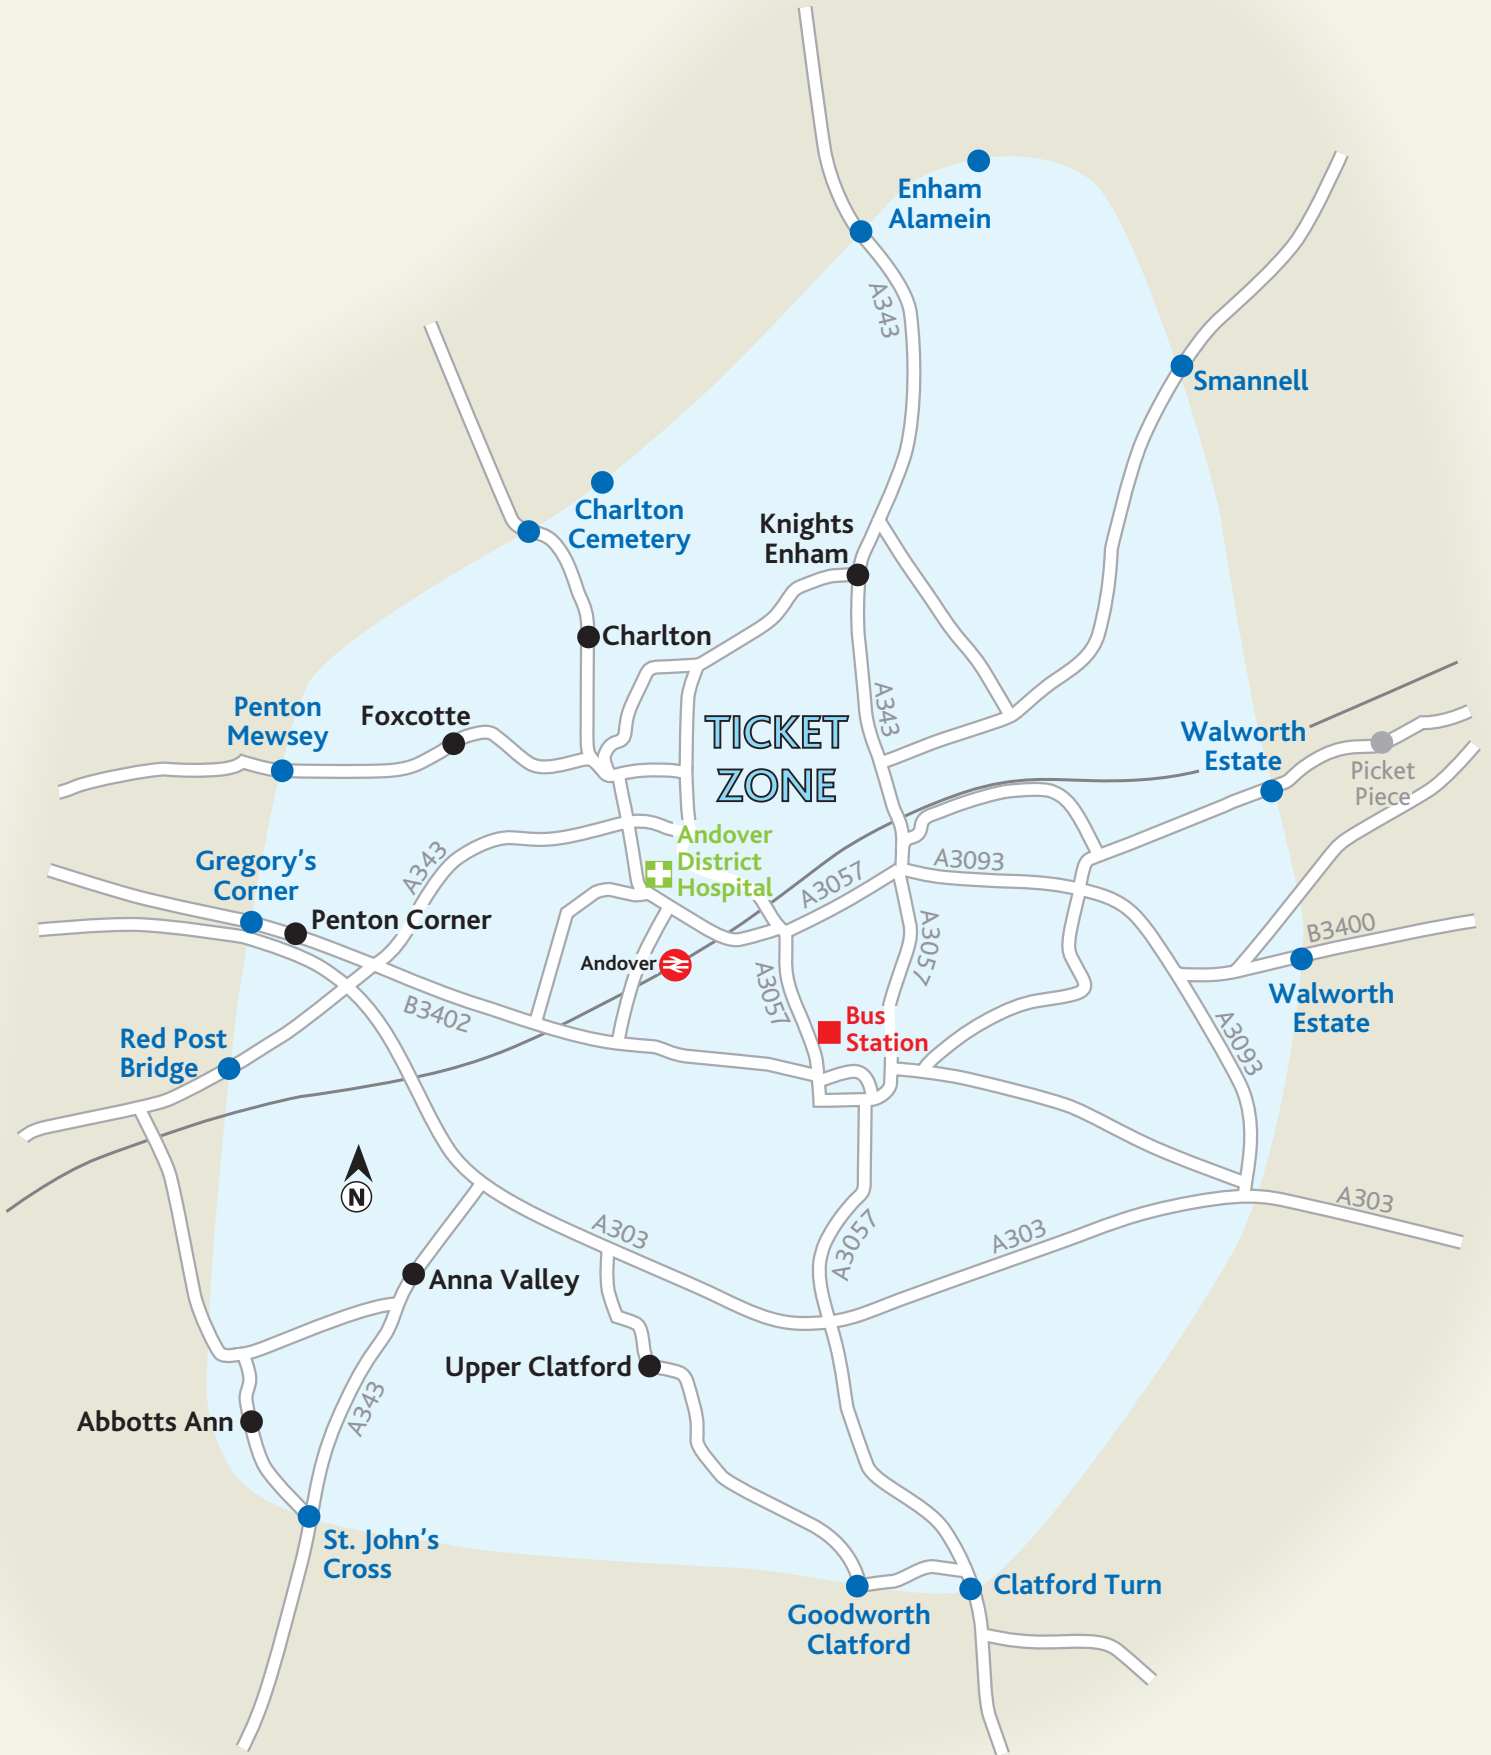 Enham
Alamein
A343
Smannell
Charlton
Cemetery
Knights
Enham
Charlton
Penton
Mewsey
Foxcotte
A343
TICKET
ZONE
Walworth
Estate
Picket
Piece
Andover
District
Hospital
A343
Gregory's
Corner
Penton Corner
A3057
A3093
A3057
B3400
Andover
A3057
Walworth
Estate
B3402
Bus
Station
Red Post
Bridge
A3093
N
A303
A303
A3057
A303
Anna Valley
Upper Clatford
A343
Abbotts Ann
St. John's
Cross
Goodworth
Clatford
Clatford Turn